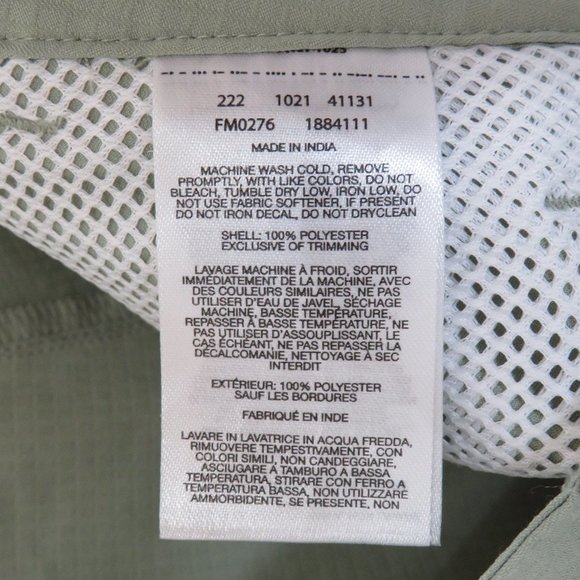 222 1021 41131
FM0276 1884111
MADE IN INDIA
MACHINE WASH COLD, REMOVE
PROMPTLY, WITH LIKE COLORS, DO NOT
BLEACH, TUMBLE DRY LOW, IRON LOW, DO
NOT USE FABRIC SOFTENER, IF PRESENT
DO NOT IRON DECAL, DO NOT DRYCLEAN
SHELL: 100% POLYESTER
EXCLUSIVE OF TRIMMING
LAVAGE MACHINE À FROID, SORTIR
IMMÉDIATEMENT DE LA MACHINE, AVEC
DES COULEURS SIMILAIRES, NE PAS
UTILISER D'EAU DE JAVEL, SÉCHAGE
MACHINE, BASSE TEMPÉRATURE,
REPASSER À BASSE TEMPÉRATURE, NE
PAS UTILISER D'ASSOUPLISSANT, LE
CAS ÉCHÉANT, NE PAS REPASSER LA
DÉCALCOMANIE, NETTOYAGE À SEC
INTERDIT
EXTÉRIEUR: 100% POLYESTER
SAUF LES BORDURES
FABRIQUÉ EN INDE
LAVARE IN LAVATRICE IN ACQUA FREDDA,
RIMUOVERE TEMPESTIVAMENTE, CON
COLORI SIMILI, NON CANDEGGIARE,
ASCIUGARE A TAMBURO A BASSA
TEMPERATURA, STIRARE CON FERRO A
TEMPERATURA BASSA, NON UTILIZZARE
AMMORBIDENTE, SE PRESENTE, NON